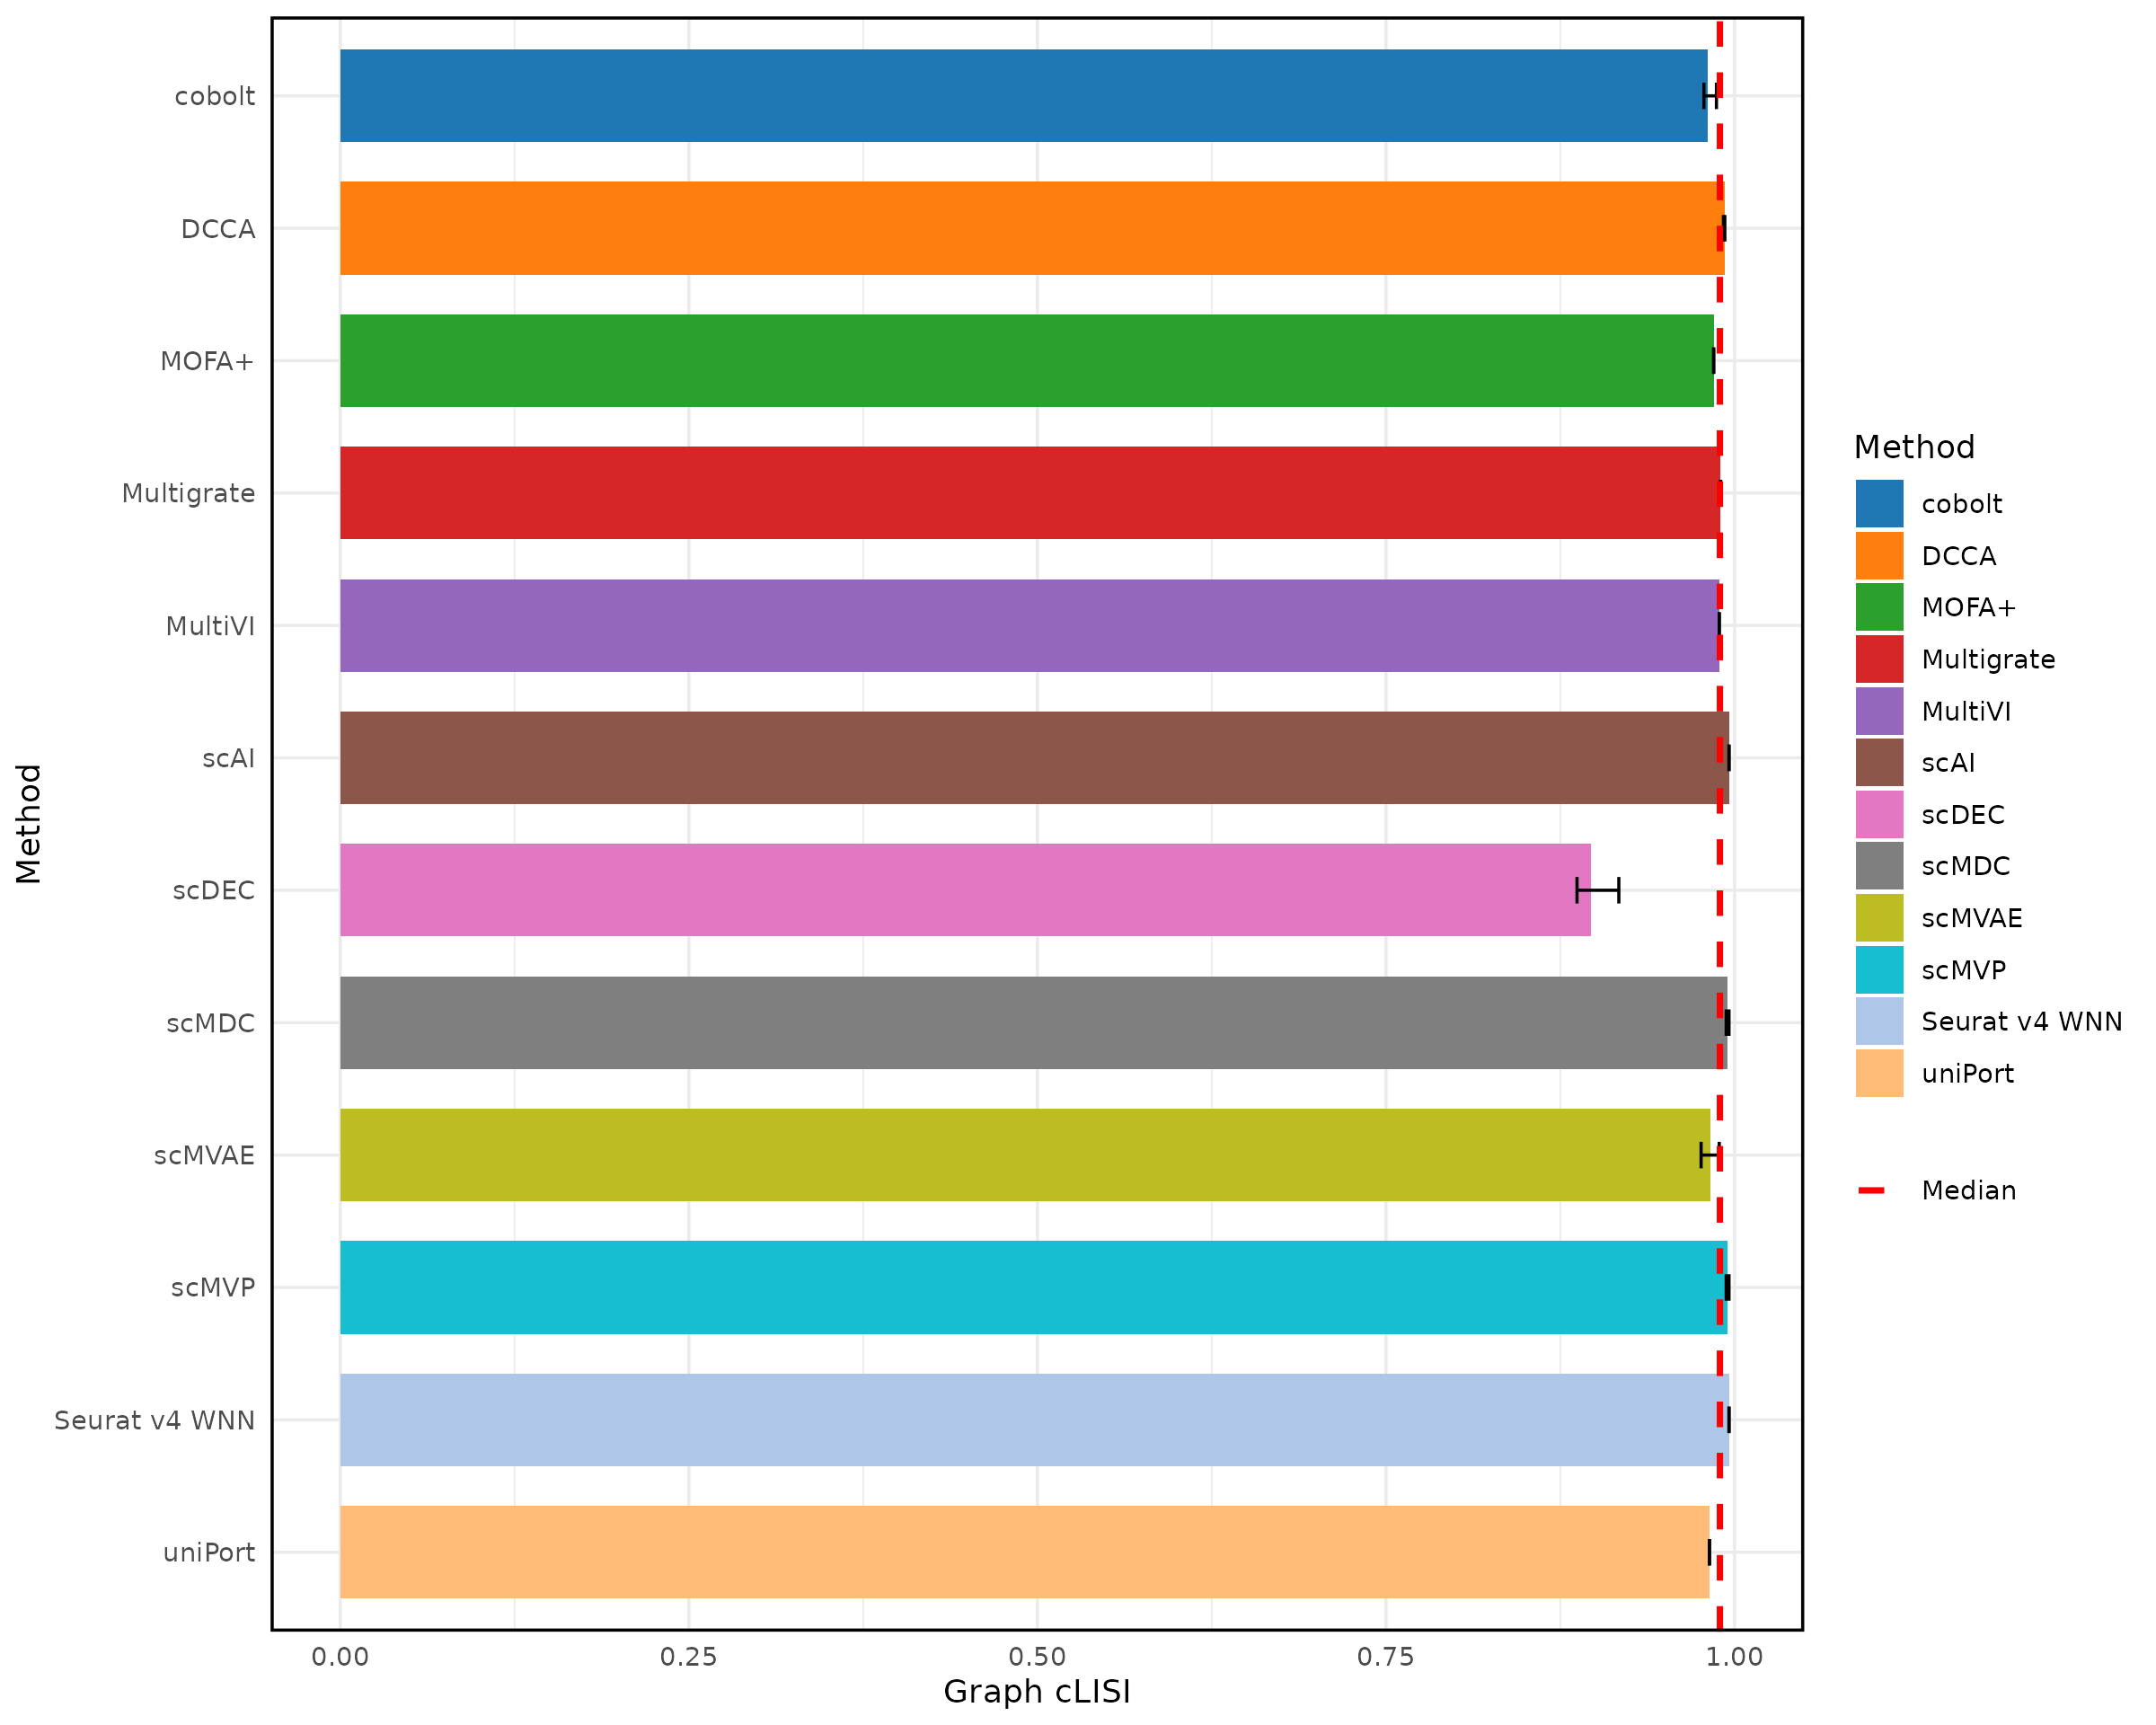 cobolt
DCCA
MOFA+
Multigrate
MultiVI
scAI
scDEC
scMDC
scMVAE
scMVP
Seurat v4 WNN
uniPort
Method
0.00 0.25 0.50 0.75 1.00
Graph cLISI
Method
cobolt
DCCA
MOFA+
Multigrate
MultiVI
scAI
scDEC
scMDC
scMVAE
scMVP
Seurat v4 WNN
uniPort
Median